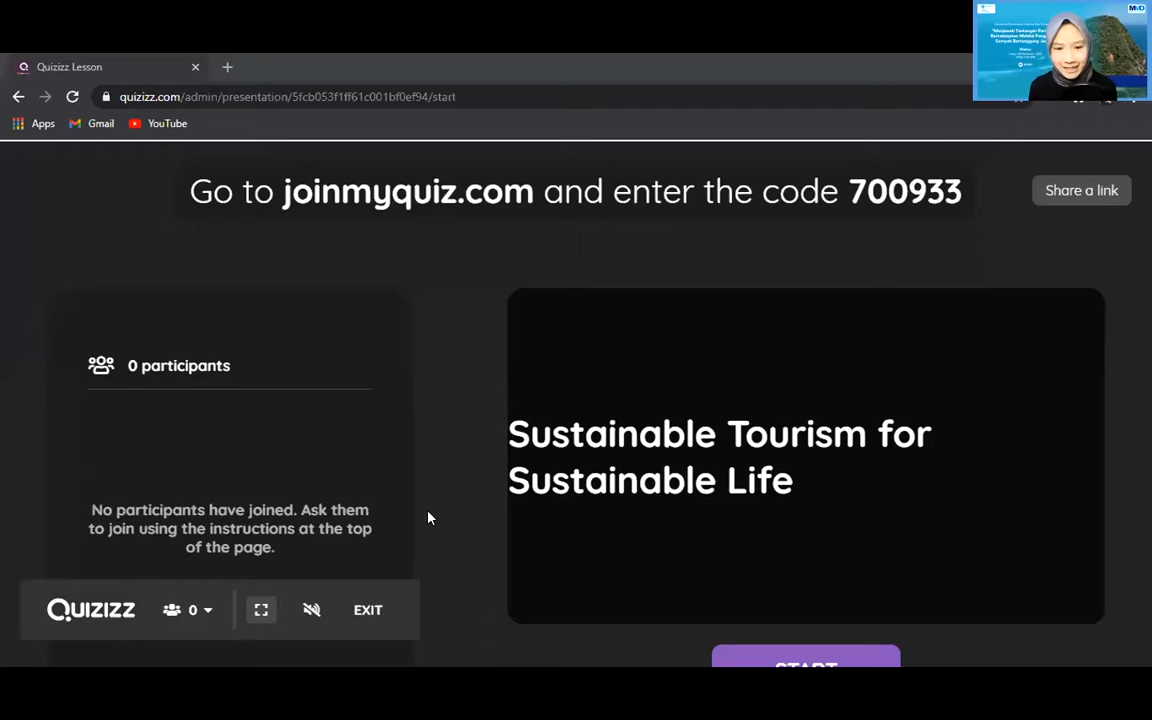 MMD
Quizizz Lesson
quizizz.com/admin/presentation/5fcb053f1ff61c001bf0ef94/start
Apps Gmail YouTube
Go to joinmyquiz.com and enter the code 700933
Share a link
0 participants
No participants have joined. Ask them
to join using the instructions at the top
of the page.
Sustainable Tourism for
Sustainable Life
Quizizz 0 EXIT
START